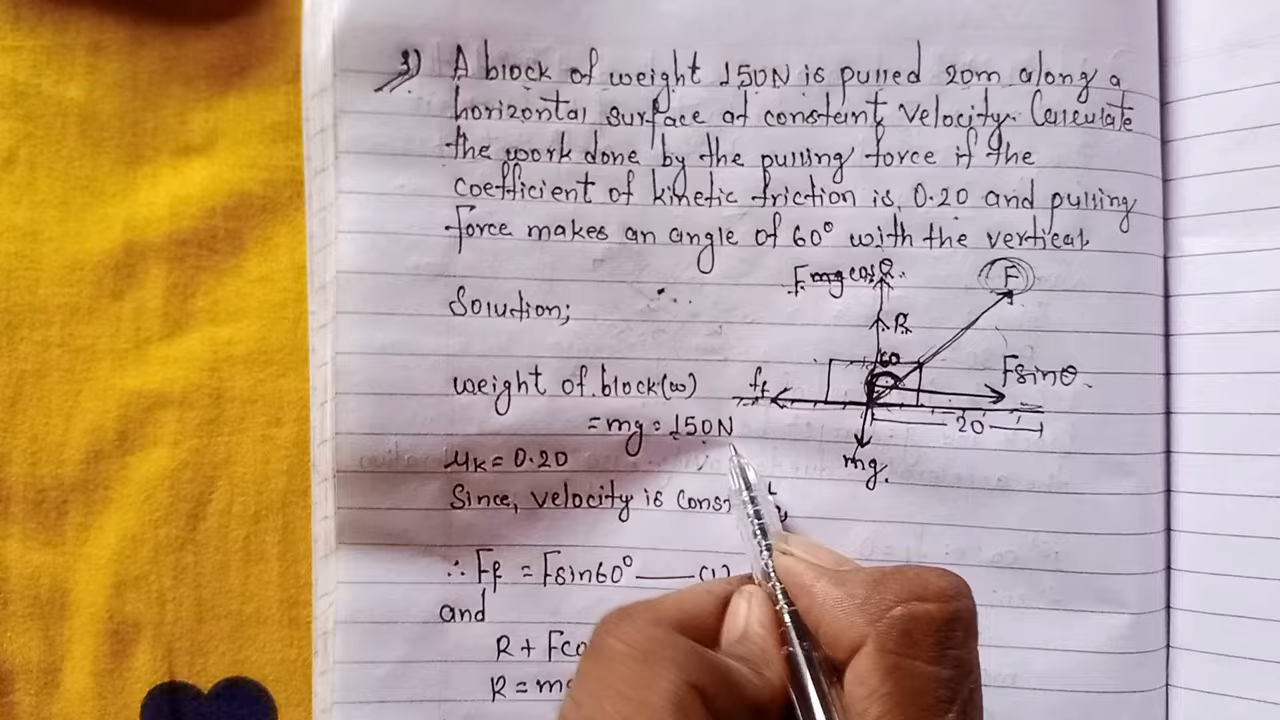 3) A block of weight 150N is pulled 20m along a
horizontal surface at constant velocity. Calculate
the work done by the pulling force if the
coefficient of kinetic friction is 0.20 and pulling
force makes an angle of 60° with the vertical
Solution;
F mg cosθ
F
R
60
weight of block(w)
ff
Fsinθ.
= mg = 150N
20
μk = 0.20
mg.
Since, velocity is const
∴ Ff = Fsin60° —— (1)
and
R + Fco
R = m